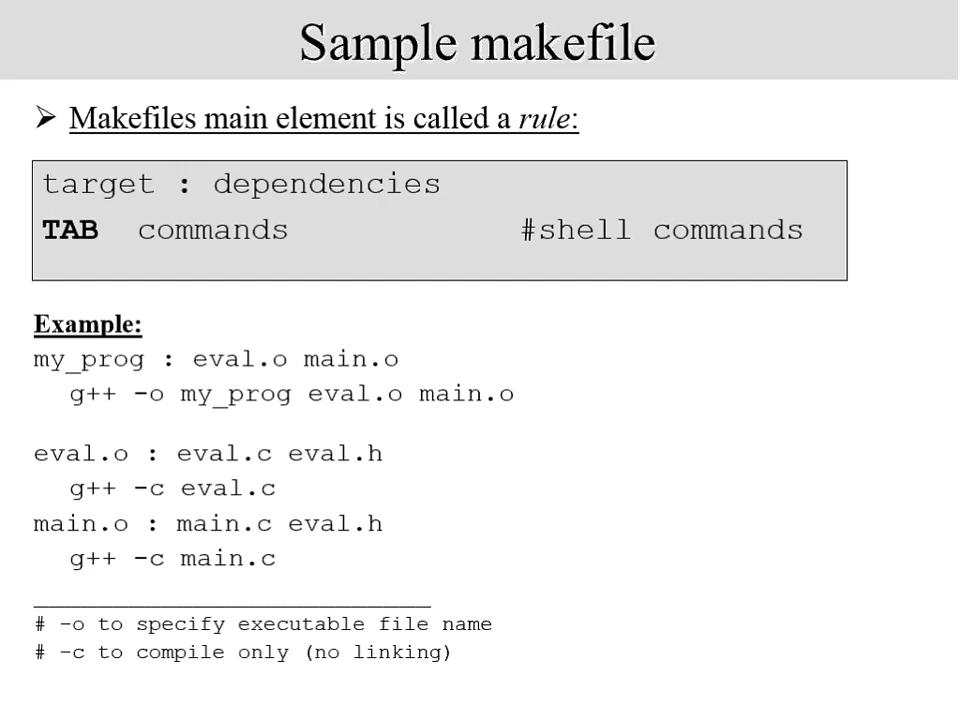 Sample makefile
➢ Makefiles main element is called a rule:
target : dependencies
TAB commands #shell commands
Example:
my_prog : eval.o main.o
g++ -o my_prog eval.o main.o
eval.o : eval.c eval.h
g++ -c eval.c
main.o : main.c eval.h
g++ -c main.c
_________________________
# -o to specify executable file name
# -c to compile only (no linking)